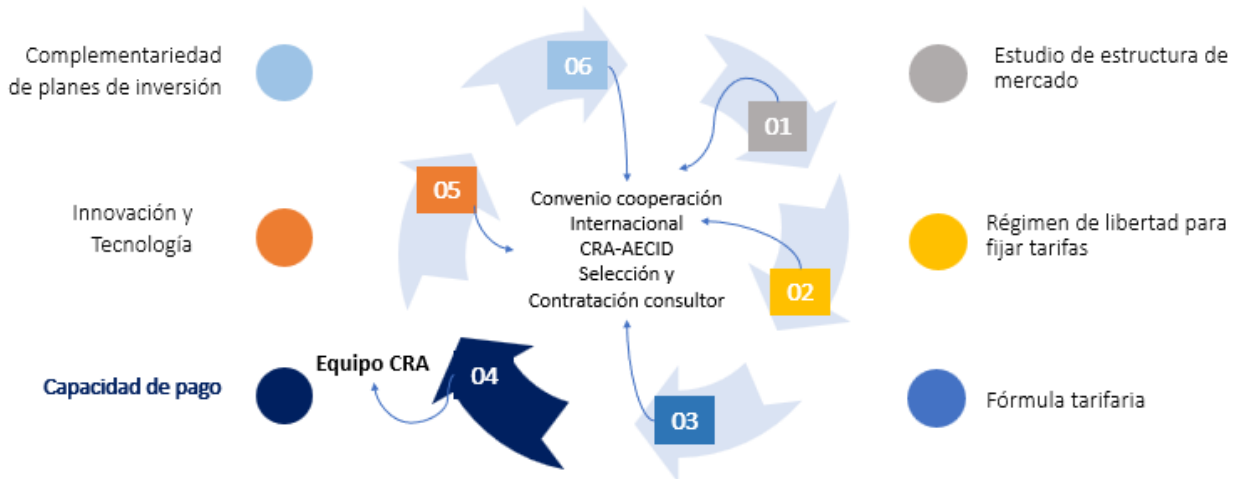 Complementariedad
de planes de inversión
06
01
Estudio de estructura de
mercado
Innovación y
Tecnología
05
Convenio cooperación
Internacional
CRA-AECID
Selección y
Contratación consultor
02
Régimen de libertad para
fijar tarifas
Capacidad de pago
Equipo CRA
04
03
Fórmula tarifaria